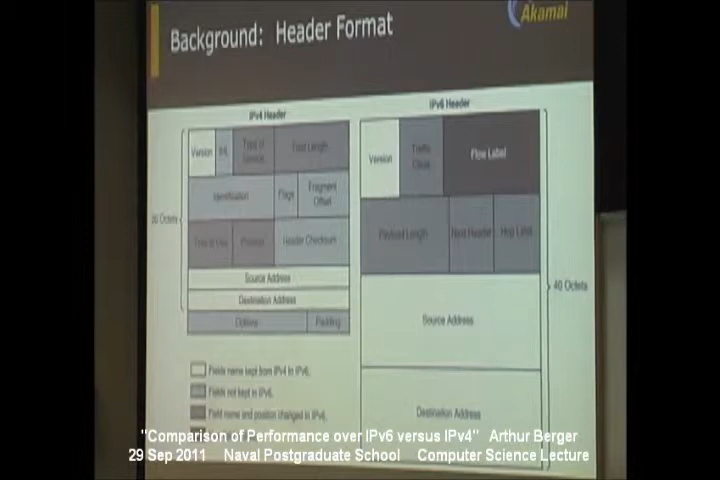 Akamai
Background: Header Format
IPv4 Header
IPv6 Header
Version
IHL
Type of Service
Total Length
Version
Traffic Class
Flow Label
Identification
Flags
Fragment Offset
20 Octets
Time to Live
Protocol
Header Checksum
Payload Length
Next Header
Hop Limit
Source Address
Destination Address
Options
Padding
40 Octets
Source Address
Fields name kept from IPv4 to IPv6.
Fields not kept in IPv6.
Field name and position changed in IPv6.
Destination Address
"Comparison of Performance over IPv6 versus IPv4" Arthur Berger
29 Sep 2011 Naval Postgraduate School Computer Science Lecture